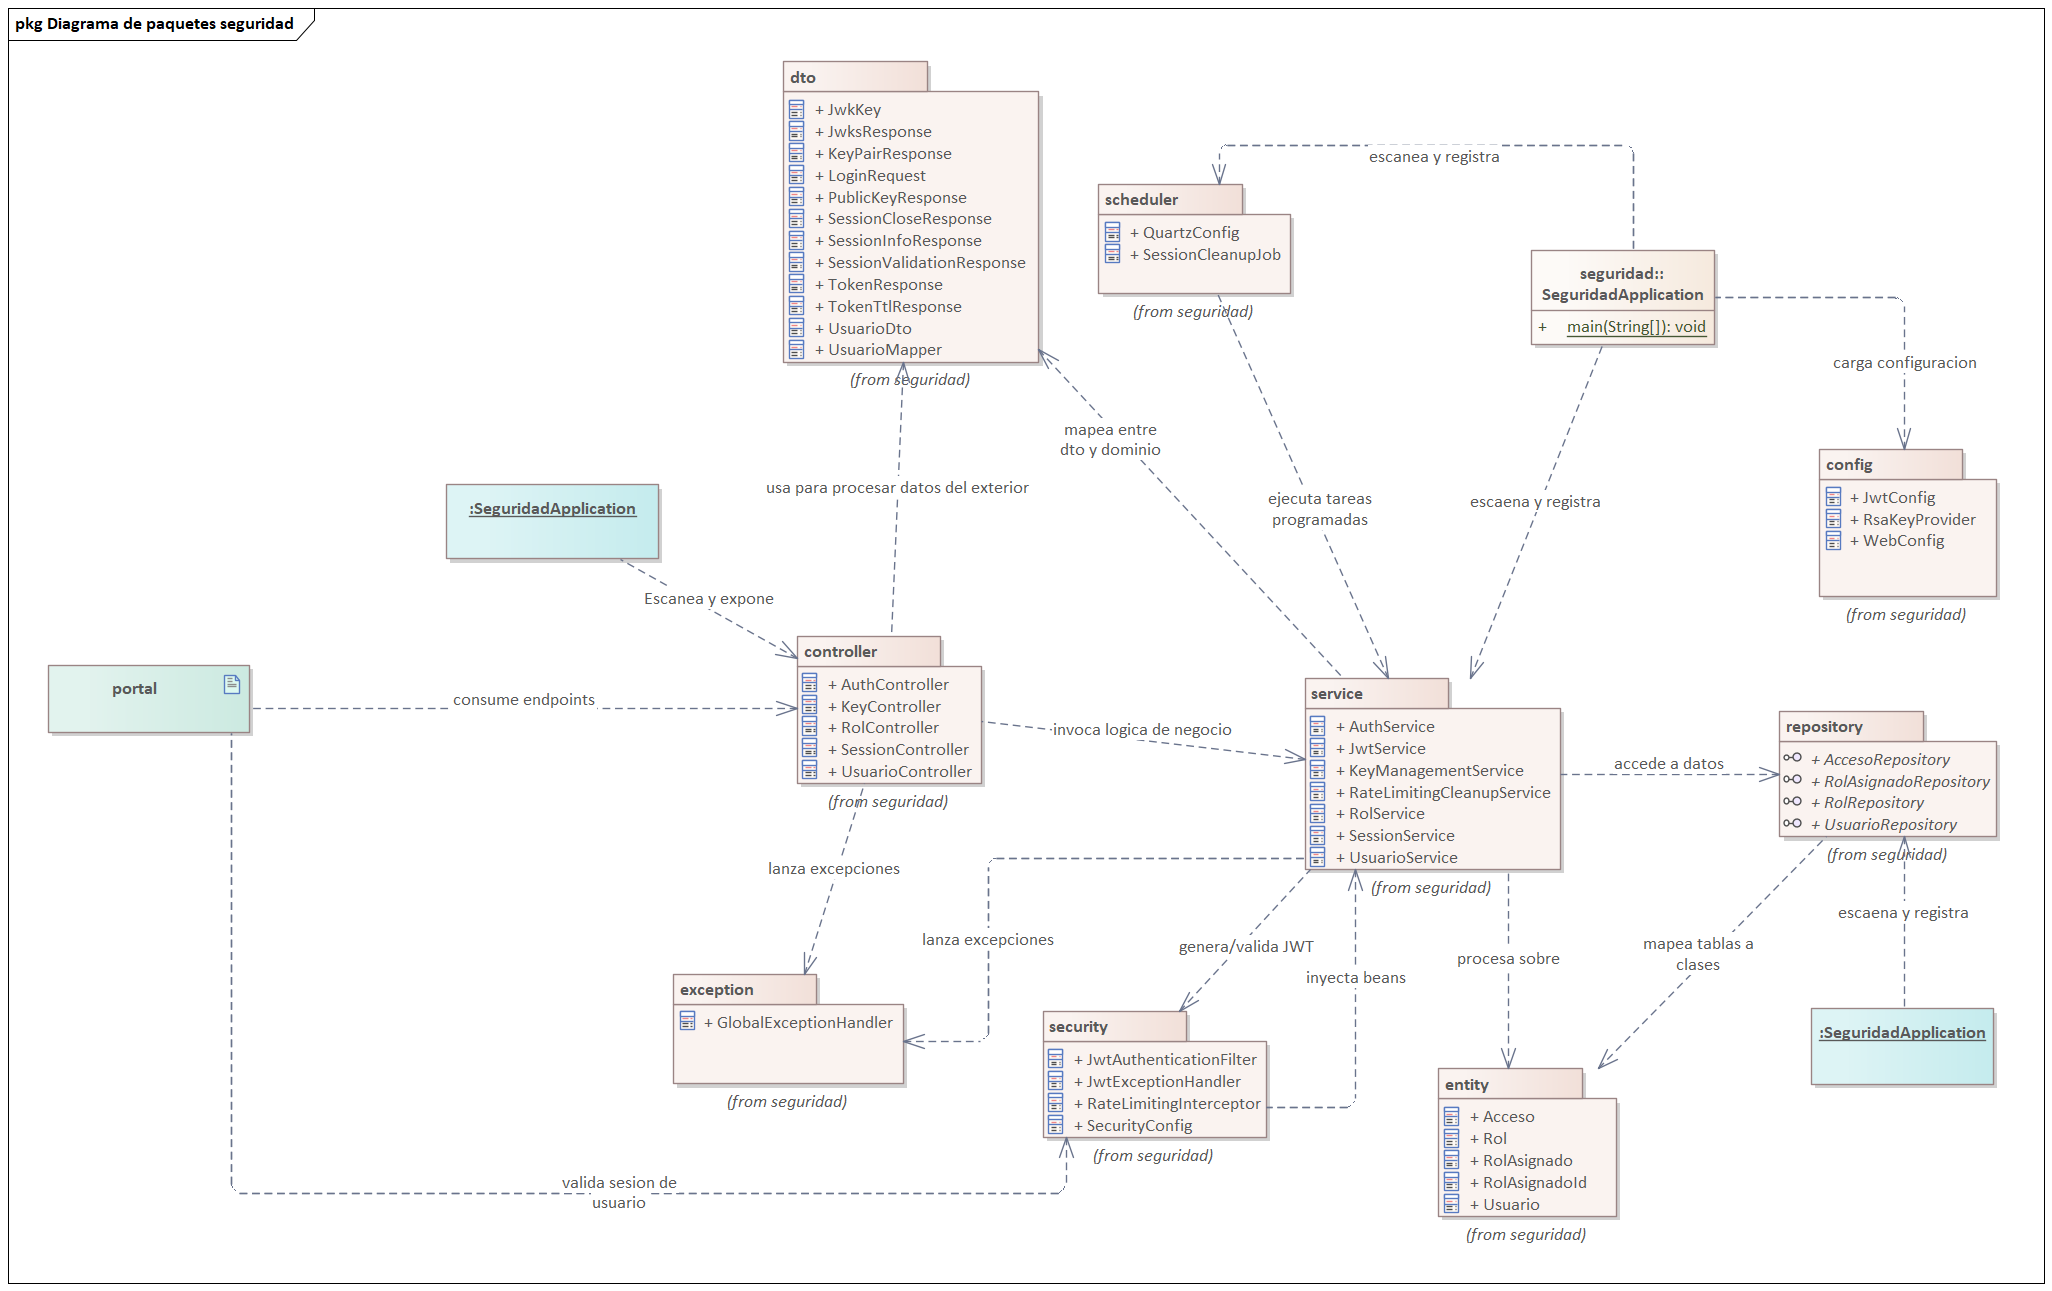 pkg Diagrama de paquetes seguridad
dto
+ JwkKey
+ JwksResponse
+ KeyPairResponse
+ LoginRequest
+ PublicKeyResponse
+ SessionCloseResponse
+ SessionInfoResponse
+ SessionValidationResponse
+ TokenResponse
+ TokenTtlResponse
+ UsuarioDto
+ UsuarioMapper
(from seguridad)
escanea y registra
scheduler
+ QuartzConfig
+ SessionCleanupJob
(from seguridad)
seguridad::
SeguridadApplication
+ main(String[]): void
carga configuracion
mapea entre
dto y dominio
usa para procesar datos del exterior
ejecuta tareas
programadas
escaena y registra
config
+ JwtConfig
+ RsaKeyProvider
+ WebConfig
(from seguridad)
:SeguridadApplication
Escanea y expone
portal
consume endpoints
controller
+ AuthController
+ KeyController
+ RolController
+ SessionController
+ UsuarioController
(from seguridad)
invoca logica de negocio
service
+ AuthService
+ JwtService
+ KeyManagementService
+ RateLimitingCleanupService
+ RolService
+ SessionService
+ UsuarioService
(from seguridad)
accede a datos
repository
+ AccesoRepository
+ RolAsignadoRepository
+ RolRepository
+ UsuarioRepository
(from seguridad)
lanza excepciones
lanza excepciones
genera/valida JWT
inyecta beans
procesa sobre
mapea tablas a
clases
escaena y registra
exception
+ GlobalExceptionHandler
(from seguridad)
security
+ JwtAuthenticationFilter
+ JwtExceptionHandler
+ RateLimitingInterceptor
+ SecurityConfig
(from seguridad)
:SeguridadApplication
entity
+ Acceso
+ Rol
+ RolAsignado
+ RolAsignadoId
+ Usuario
(from seguridad)
valida sesion de
usuario